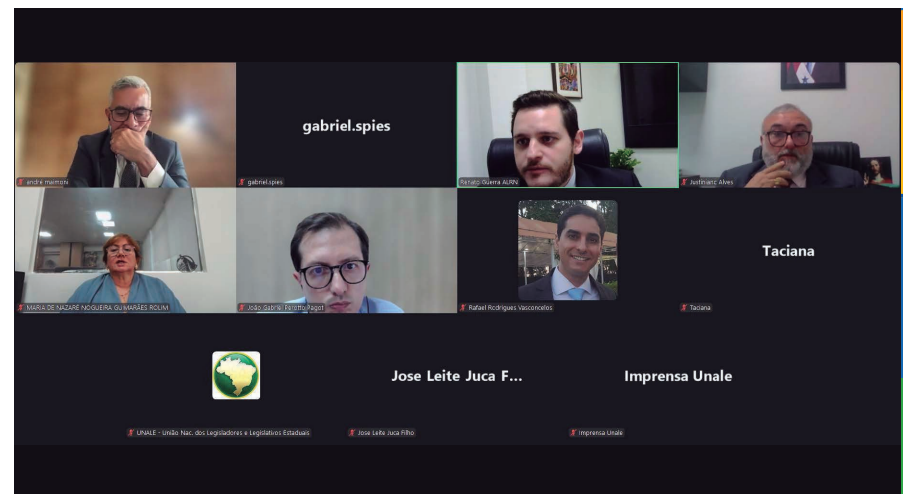 andré maimoni
gabriel.spies
gabriel.spies
Renato Guerra ALRN
Justiniano Alves
MARIA DE NAZARÉ NOGUEIRA GUIMARÃES ROLIM
João Gabriel Perotto Pagot
Rafael Rodrigues Vasconcelos
Taciana
Taciana
UNALE - União Nac. dos Legisladores e Legislativos Estaduais
Jose Leite Juca F...
Jose Leite Juca Filho
Imprensa Unale
Imprensa Unale